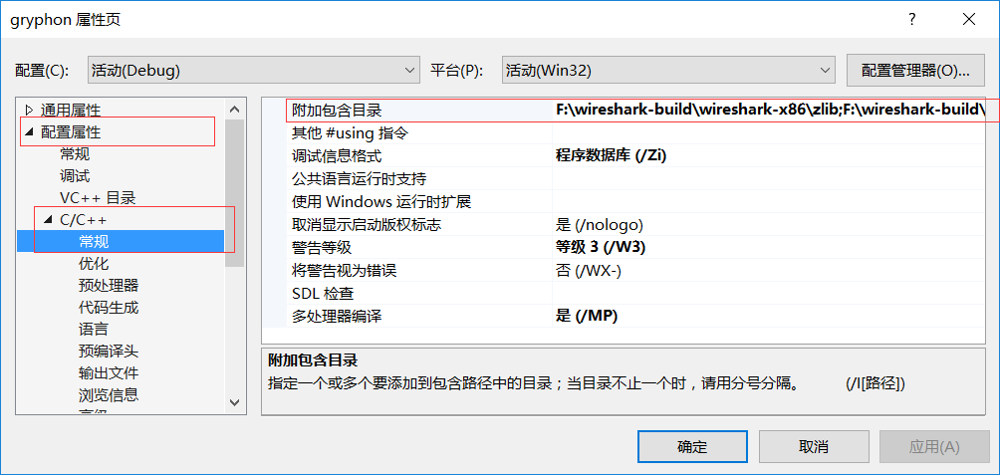 gryphon 属性页
?
配置(C): 活动(Debug) 平台(P): 活动(Win32) 配置管理器(O)...
通用属性
配置属性
常规
调试
VC++ 目录
C/C++
常规
优化
预处理器
代码生成
语言
预编译头
输出文件
浏览信息
高级
附加包含目录 F:\wireshark-build\wireshark-x86\zlib;F:\wireshark-build\
其他 #using 指令
调试信息格式 程序数据库 (/Zi)
公共语言运行时支持
使用 Windows 运行时扩展
取消显示启动版权标志 是 (/nologo)
警告等级 等级 3 (/W3)
将警告视为错误 否 (/WX-)
SDL 检查
多处理器编译 是 (/MP)
附加包含目录
指定一个或多个要添加到包含路径中的目录；当目录不止一个时，请用分号分隔。 (/I[路径])
确定 取消 应用(A)